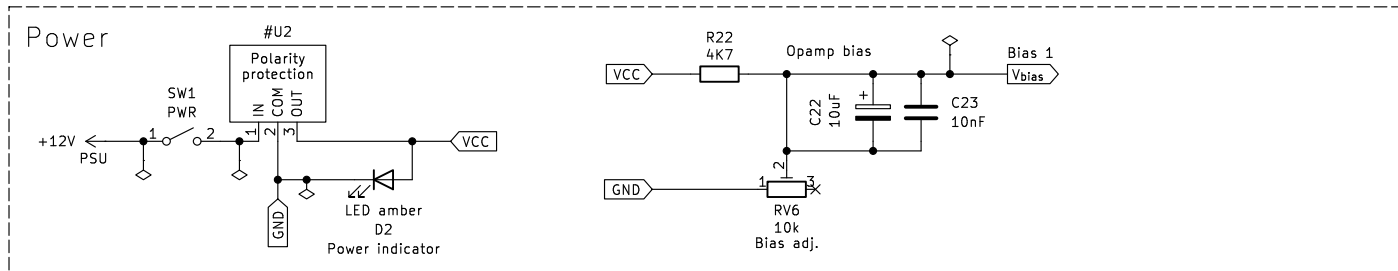 Power
#U2
Polarity
protection
IN
COM
OUT
1
2
3
SW1
PWR
+12V
PSU
1
2
VCC
GND
LED amber
D2
Power indicator
R22
4K7
VCC
Opamp bias
Bias 1
Vbias
C22
10uF
+
C23
10nF
GND
1
2
3
RV6
10k
Bias adj.